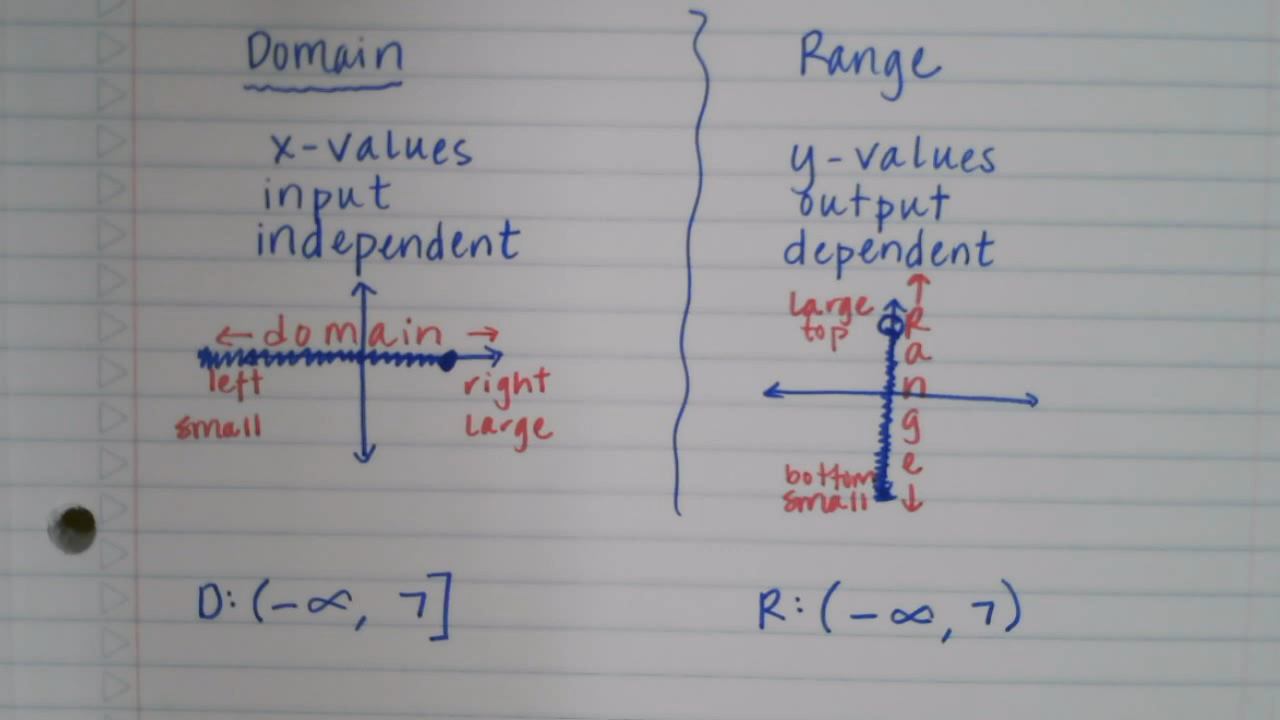 Domain
x-values
input
independent
← domain →
left
small
right
large
D: (-∞, 7]
Range
y-values
output
dependent
large
top
Range
bottom
small
R: (-∞, 7)